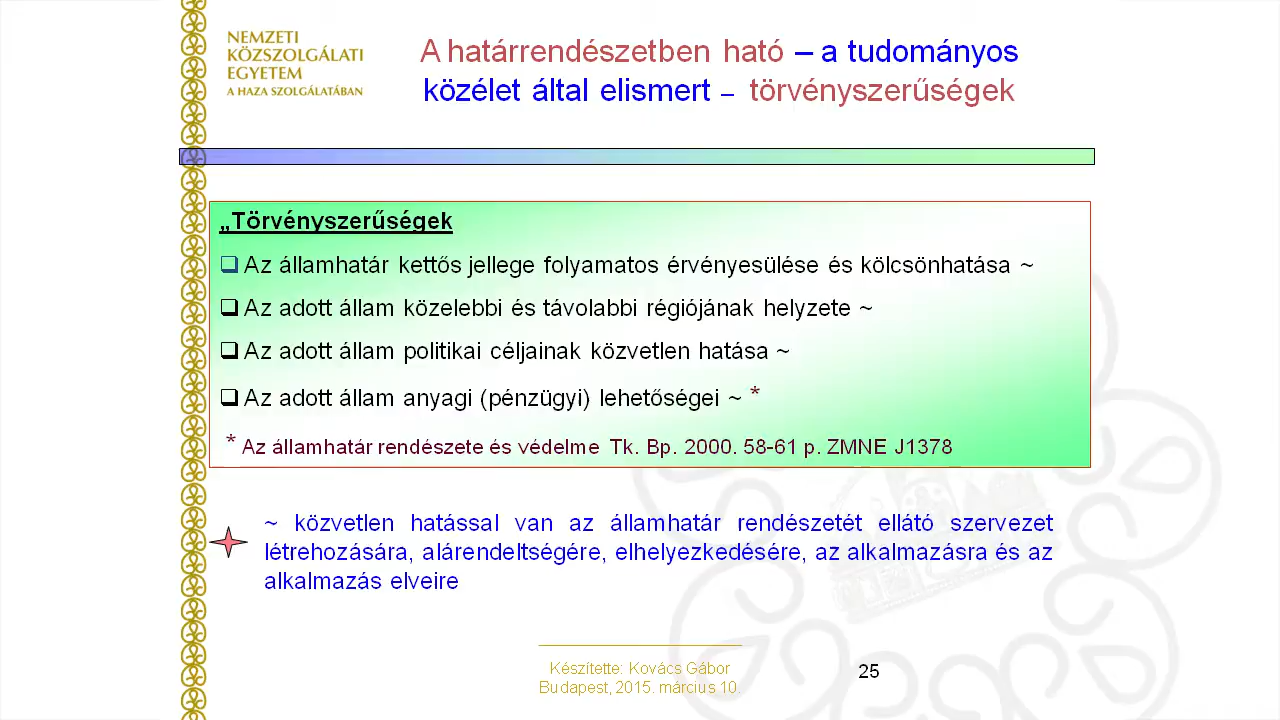 NEMZETI
KÖZSZOLGÁLATI
EGYETEM
A HAZA SZOLGÁLATÁBAN
A határrendészetben ható – a tudományos
közélet által elismert – törvényszerűségek
„Törvényszerűségek
Az államhatár kettős jellege folyamatos érvényesülése és kölcsönhatása ~
Az adott állam közelebbi és távolabbi régiójának helyzete ~
Az adott állam politikai céljainak közvetlen hatása ~
Az adott állam anyagi (pénzügyi) lehetőségei ~ *
* Az államhatár rendészete és védelme Tk. Bp. 2000. 58-61 p. ZMNE J1378
~ közvetlen hatással van az államhatár rendészetét ellátó szervezet
létrehozására, alárendeltségére, elhelyezkedésére, az alkalmazásra és az
alkalmazás elveire
Készítette: Kovács Gábor
Budapest, 2015. március 10.
25